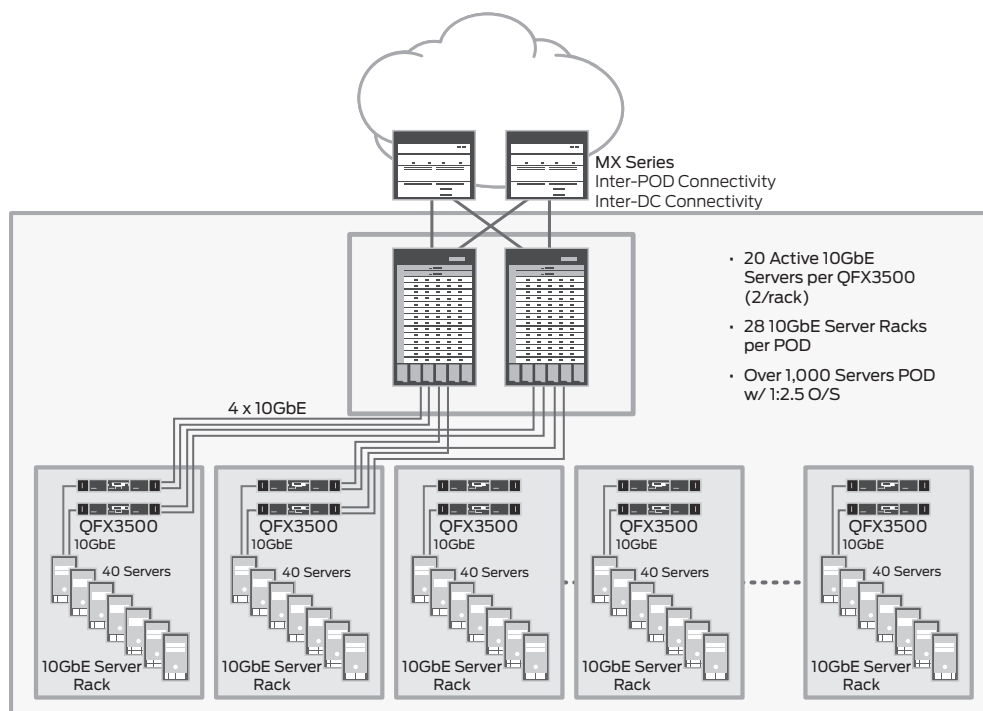 MX Series
Inter-POD Connectivity
Inter-DC Connectivity
· 20 Active 10GbE
Servers per QFX3500
(2/rack)
· 28 10GbE Server Racks
per POD
· Over 1,000 Servers POD
w/ 1:2.5 O/S
4 x 10GbE
QFX3500
10GbE
40 Servers
10GbE Server
Rack
QFX3500
10GbE
40 Servers
10GbE Server
Rack
QFX3500
10GbE
40 Servers
10GbE Server
Rack
QFX3500
10GbE
40 Servers
10GbE Server
Rack
QFX3500
10GbE
40 Servers
10GbE Server
Rack